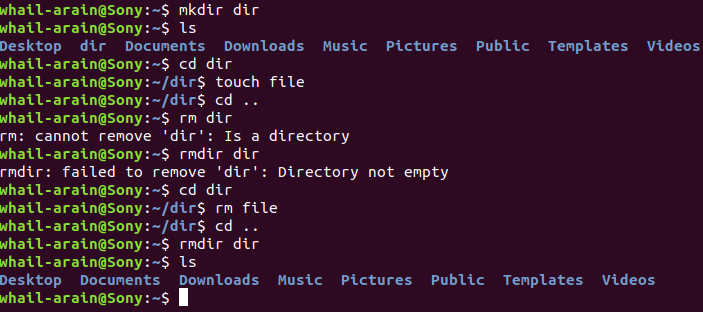 whail-arain@Sony:~$ mkdir dir
whail-arain@Sony:~$ ls
Desktop  dir  Documents  Downloads  Music  Pictures  Public  Templates  Videos
whail-arain@Sony:~$ cd dir
whail-arain@Sony:~/dir$ touch file
whail-arain@Sony:~/dir$ cd ..
whail-arain@Sony:~$ rm dir
rm: cannot remove 'dir': Is a directory
whail-arain@Sony:~$ rmdir dir
rmdir: failed to remove 'dir': Directory not empty
whail-arain@Sony:~$ cd dir
whail-arain@Sony:~/dir$ rm file
whail-arain@Sony:~/dir$ cd ..
whail-arain@Sony:~$ rmdir dir
whail-arain@Sony:~$ ls
Desktop  Documents  Downloads  Music  Pictures  Public  Templates  Videos
whail-arain@Sony:~$